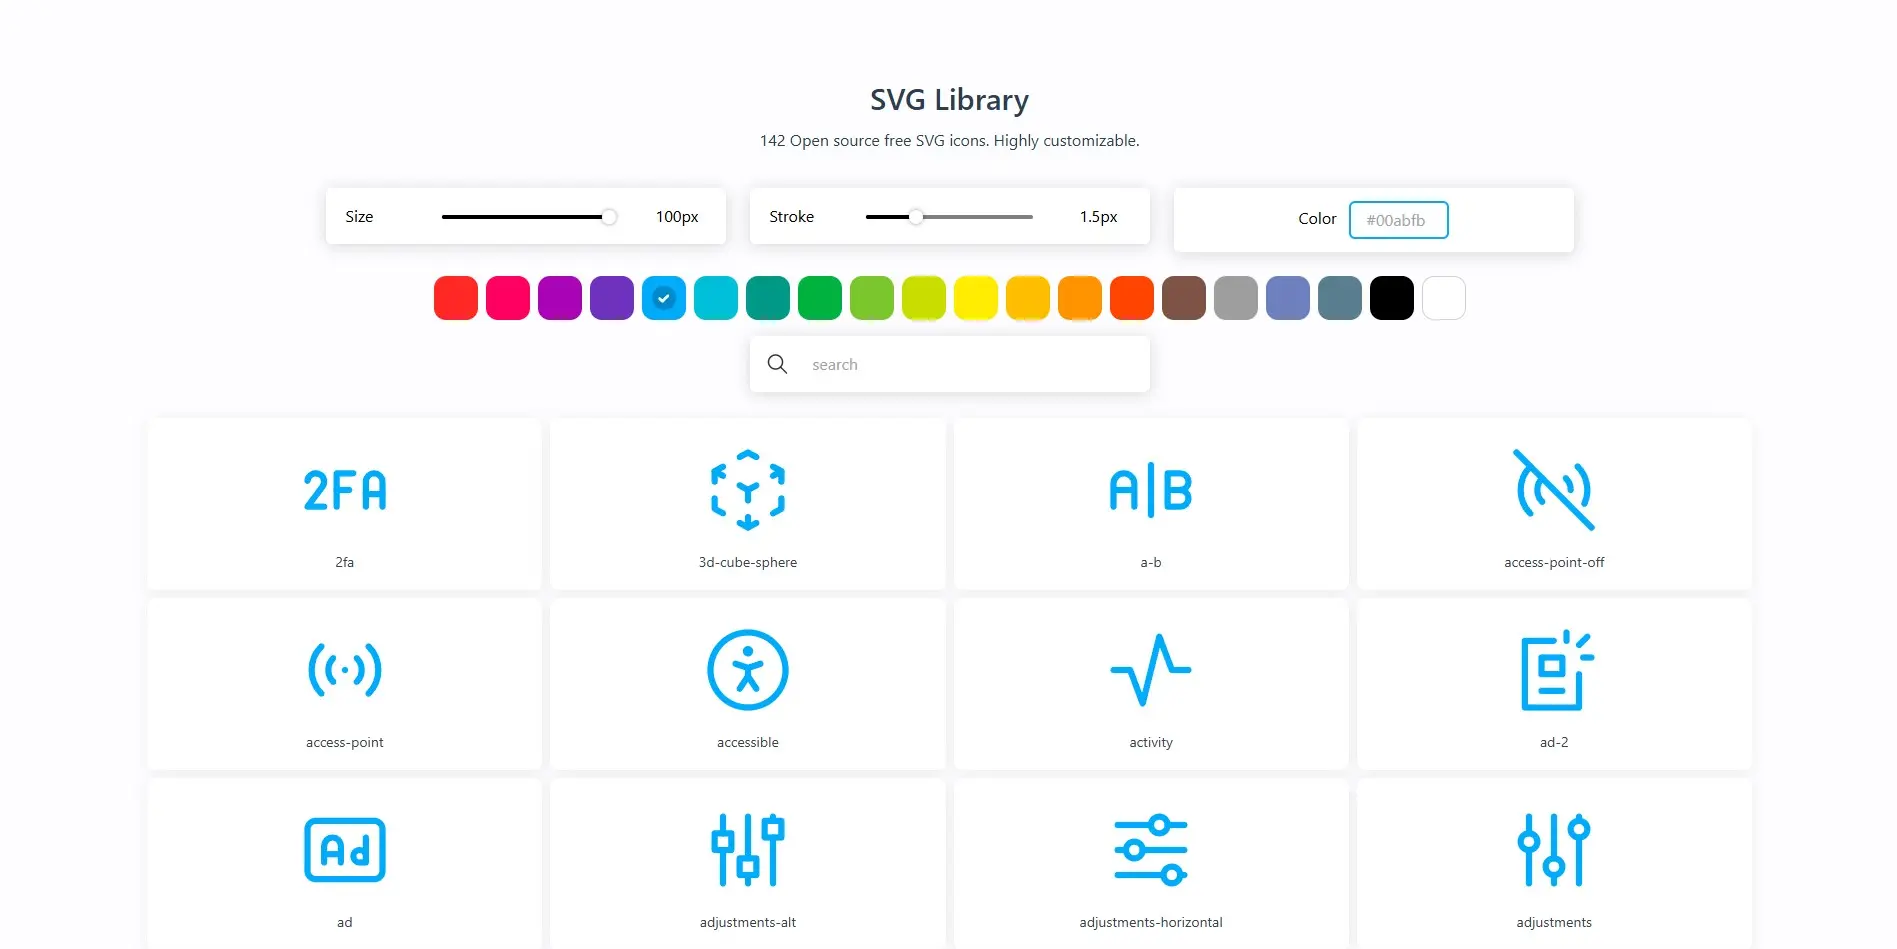 SVG Library
142 Open source free SVG icons. Highly customizable.
Size 100px Stroke 1.5px Color #00abfb
search
2FA A|B
2fa 3d-cube-sphere a-b access-point-off
access-point accessible activity ad-2
Ad
ad adjustments-alt adjustments-horizontal adjustments